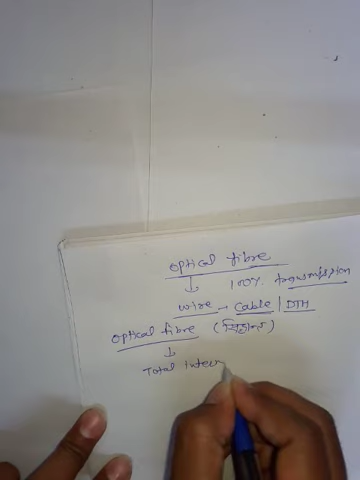 optical fibre
↓ 100% transmission
wire → cable | DTH
optical fibre (सिद्धान्त)
↓
Total inter